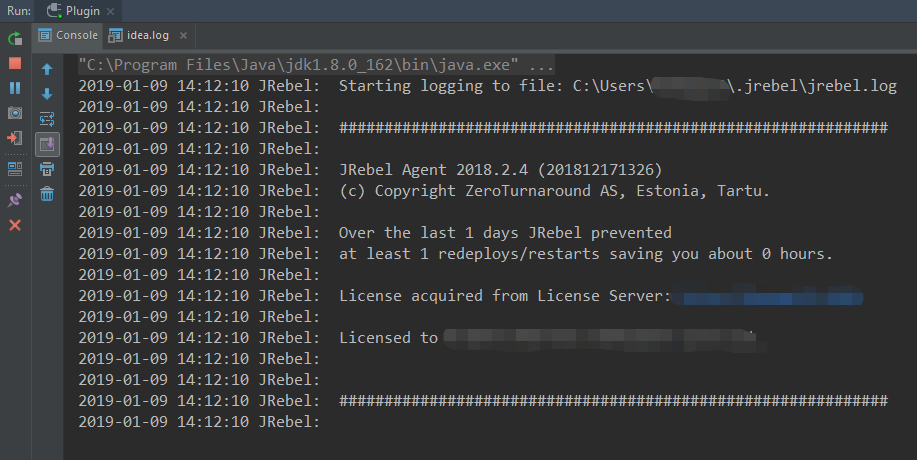 Run: Plugin ×
Console idea.log ×
"C:\Program Files\Java\jdk1.8.0_162\bin\java.exe" ...
2019-01-09 14:12:10 JRebel: Starting logging to file: C:\Users\ \.jrebel\jrebel.log
2019-01-09 14:12:10 JRebel:
2019-01-09 14:12:10 JRebel: #############################################################
2019-01-09 14:12:10 JRebel:
2019-01-09 14:12:10 JRebel: JRebel Agent 2018.2.4 (201812171326)
2019-01-09 14:12:10 JRebel: (c) Copyright ZeroTurnaround AS, Estonia, Tartu.
2019-01-09 14:12:10 JRebel:
2019-01-09 14:12:10 JRebel: Over the last 1 days JRebel prevented
2019-01-09 14:12:10 JRebel: at least 1 redeploys/restarts saving you about 0 hours.
2019-01-09 14:12:10 JRebel:
2019-01-09 14:12:10 JRebel: License acquired from License Server:
2019-01-09 14:12:10 JRebel:
2019-01-09 14:12:10 JRebel: Licensed to
2019-01-09 14:12:10 JRebel:
2019-01-09 14:12:10 JRebel:
2019-01-09 14:12:10 JRebel: #############################################################
2019-01-09 14:12:10 JRebel: